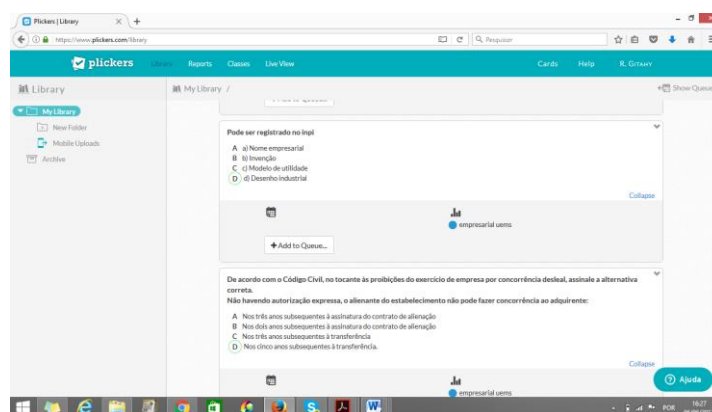 Plickers | Library
https://www.plickers.com/library
Pesquisar
plickers
Library
Reports
Classes
Live View
Cards
Help
R. Gitahy
Library
My Library /
Show Queue
My Library
New Folder
Mobile Uploads
Archive
Pode ser registrado no inpi
A a) Nome empresarial
B b) Invenção
C c) Modelo de utilidade
D d) Desenho industrial
Collapse
empresarial uems
+ Add to Queue...
De acordo com o Código Civil, no tocante às proibições do exercício de empresa por concorrência desleal, assinale a alternativa
correta.
Não havendo autorização expressa, o alienante do estabelecimento não pode fazer concorrência ao adquirente:
A Nos três anos subsequentes à assinatura do contrato de alienação
B Nos dois anos subsequentes à assinatura do contrato de alienação
C Nos três anos subsequentes à transferência
D Nos cinco anos subsequentes à transferência.
Collapse
empresarial uems
Ajuda
POR
16:27